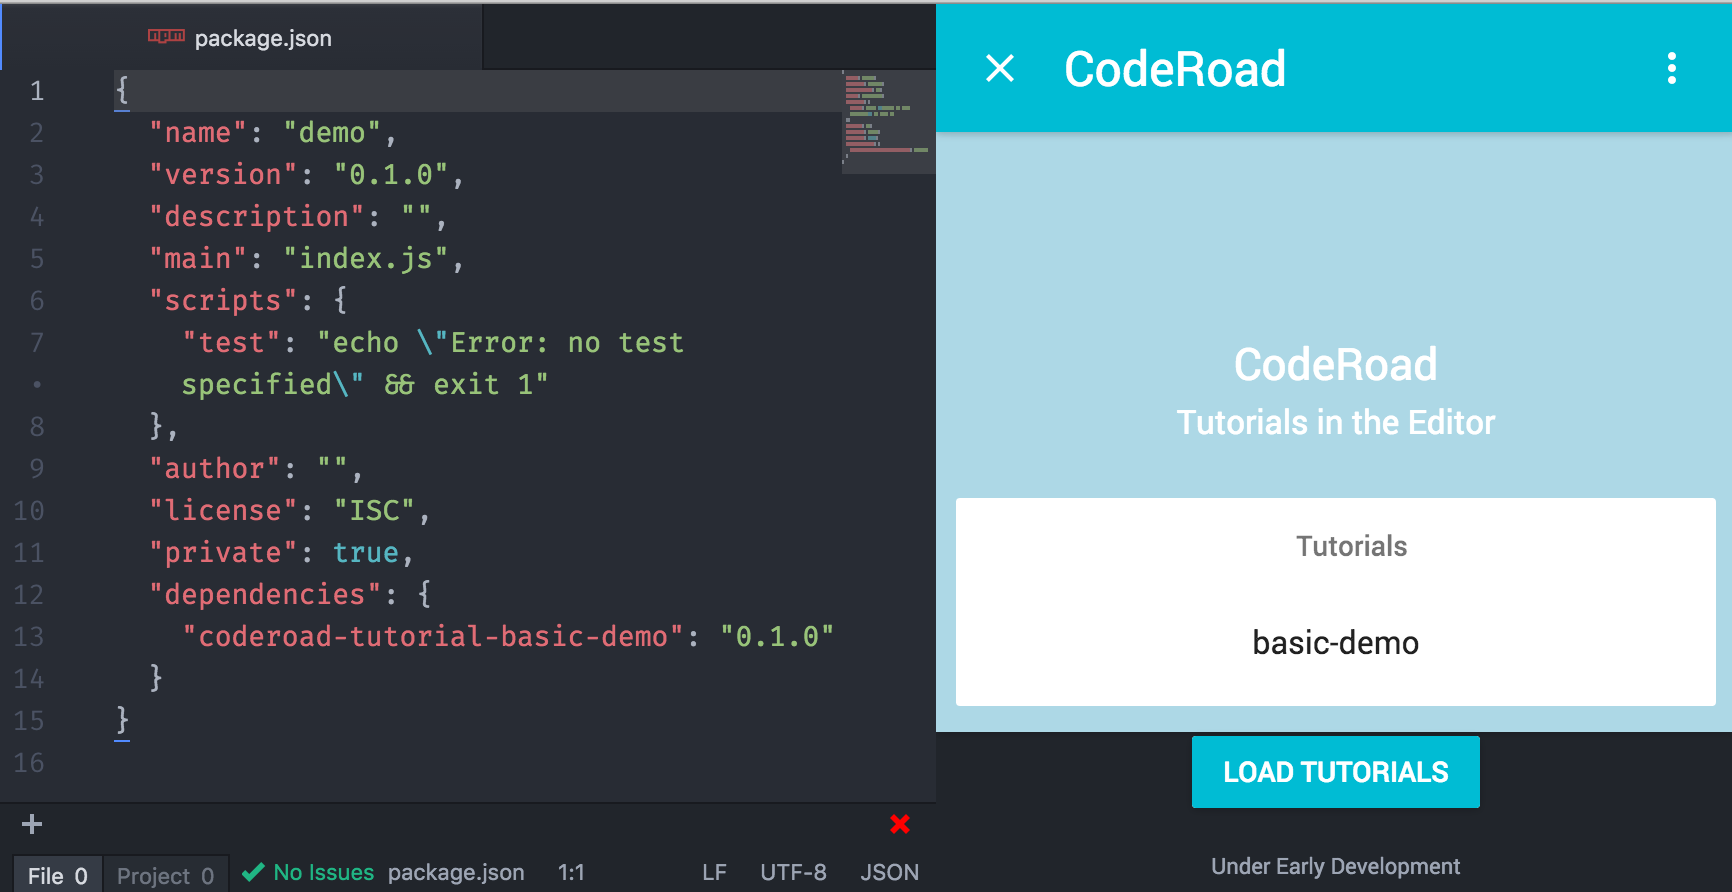 package.json
1 {
2 "name": "demo",
3 "version": "0.1.0",
4 "description": "",
5 "main": "index.js",
6 "scripts": {
7 "test": "echo \"Error: no test
• specified\" && exit 1"
8 },
9 "author": "",
10 "license": "ISC",
11 "private": true,
12 "dependencies": {
13 "coderoad-tutorial-basic-demo": "0.1.0"
14 }
15 }
16
File 0 Project 0 No Issues package.json 1:1 LF UTF-8 JSON
CodeRoad
CodeRoad
Tutorials in the Editor
Tutorials
basic-demo
LOAD TUTORIALS
Under Early Development